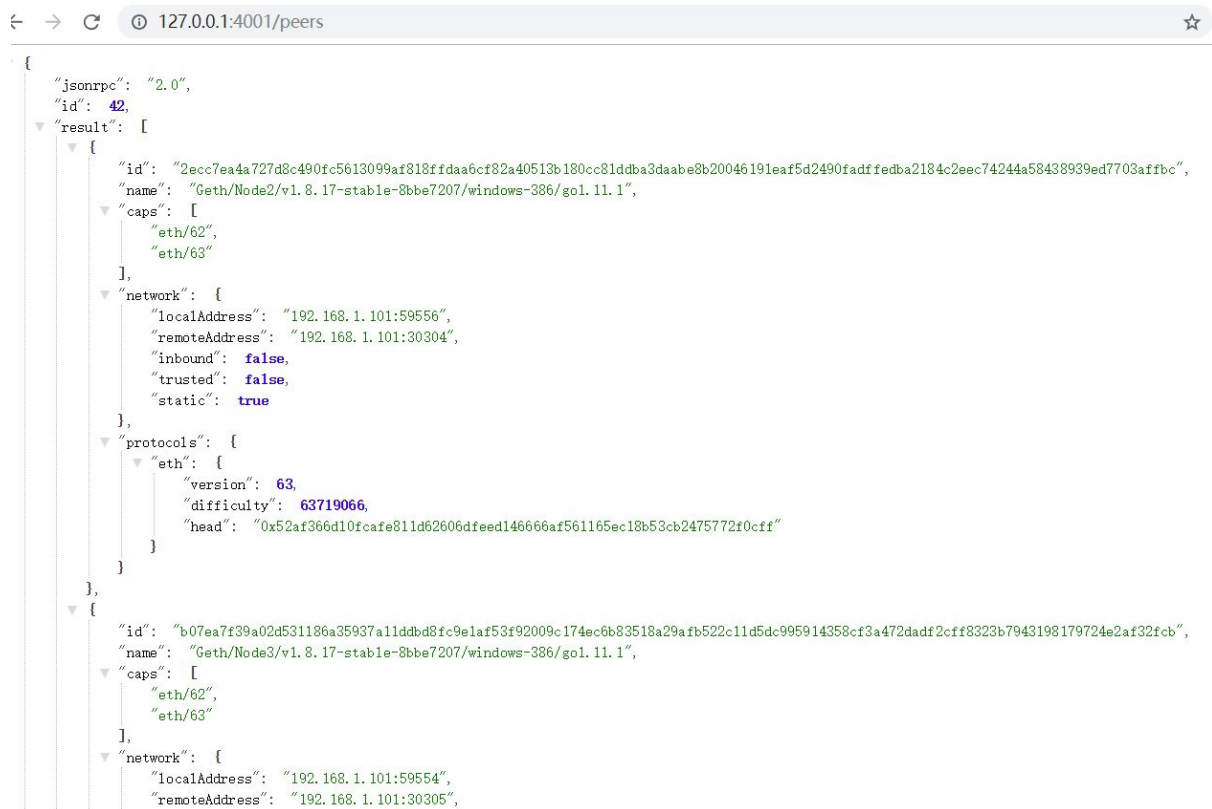 127.0.0.1:4001/peers
{
"jsonrpc": "2.0",
"id": 42,
"result": [
{
"id": "2ecc7ea4a727d8c490fc5613099af818ffdaa6cf82a40513b180cc81ddba3daabe8b20046191eaf5d2490fadffedba2184c2eec74244a58438939ed7703affbc",
"name": "Geth/Node2/v1.8.17-stable-8bbe7207/windows-386/go1.11.1",
"caps": [
"eth/62",
"eth/63"
],
"network": {
"localAddress": "192.168.1.101:59556",
"remoteAddress": "192.168.1.101:30304",
"inbound": false,
"trusted": false,
"static": true
},
"protocols": {
"eth": {
"version": 63,
"difficulty": 63719066,
"head": "0x52af366d10fcafe811d62606dfeed146666af561165ec18b53cb2475772f0cff"
}
}
},
{
"id": "b07ea7f39a02d531186a35937a11ddbd8fc9e1af53f92009c174ec6b83518a29afb522c11d5dc995914358cf3a472dadf2cff8323b7943198179724e2af32fcb",
"name": "Geth/Node3/v1.8.17-stable-8bbe7207/windows-386/go1.11.1",
"caps": [
"eth/62",
"eth/63"
],
"network": {
"localAddress": "192.168.1.101:59554",
"remoteAddress": "192.168.1.101:30305",